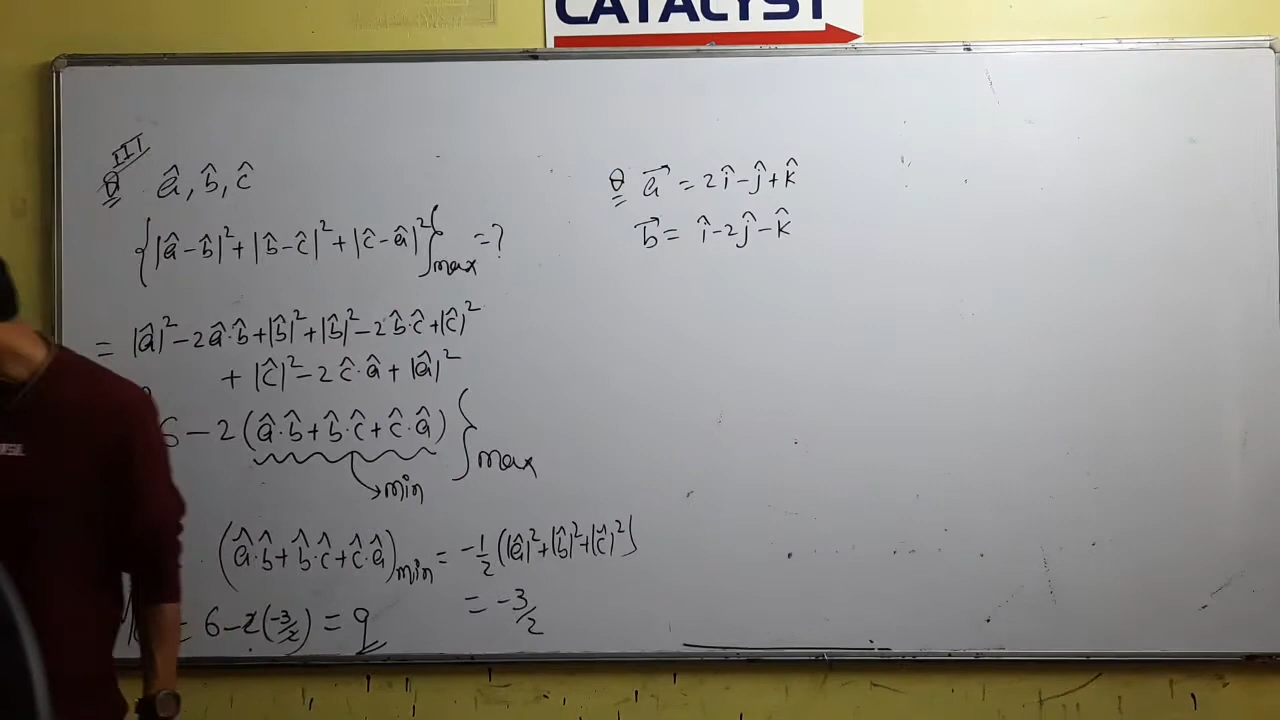 CATALYST
III
Q â, b̂, ĉ
{|â-b̂|²+|b̂-ĉ|²+|ĉ-â|²}max =?
= |â|²-2â·b̂+|b̂|²+|b̂|²-2b̂·ĉ+|ĉ|²
+ |ĉ|²-2ĉ·â+|â|²
6-2(â·b̂+b̂·ĉ+ĉ·â)}max
→min
(â·b̂+b̂·ĉ+ĉ·â)min = -1/2(|â|²+|b̂|²+|ĉ|²)
= -3/2
= 6-2(-3/2) = 9
Q a⃗ = 2î-ĵ+k̂
b⃗ = î-2ĵ-k̂